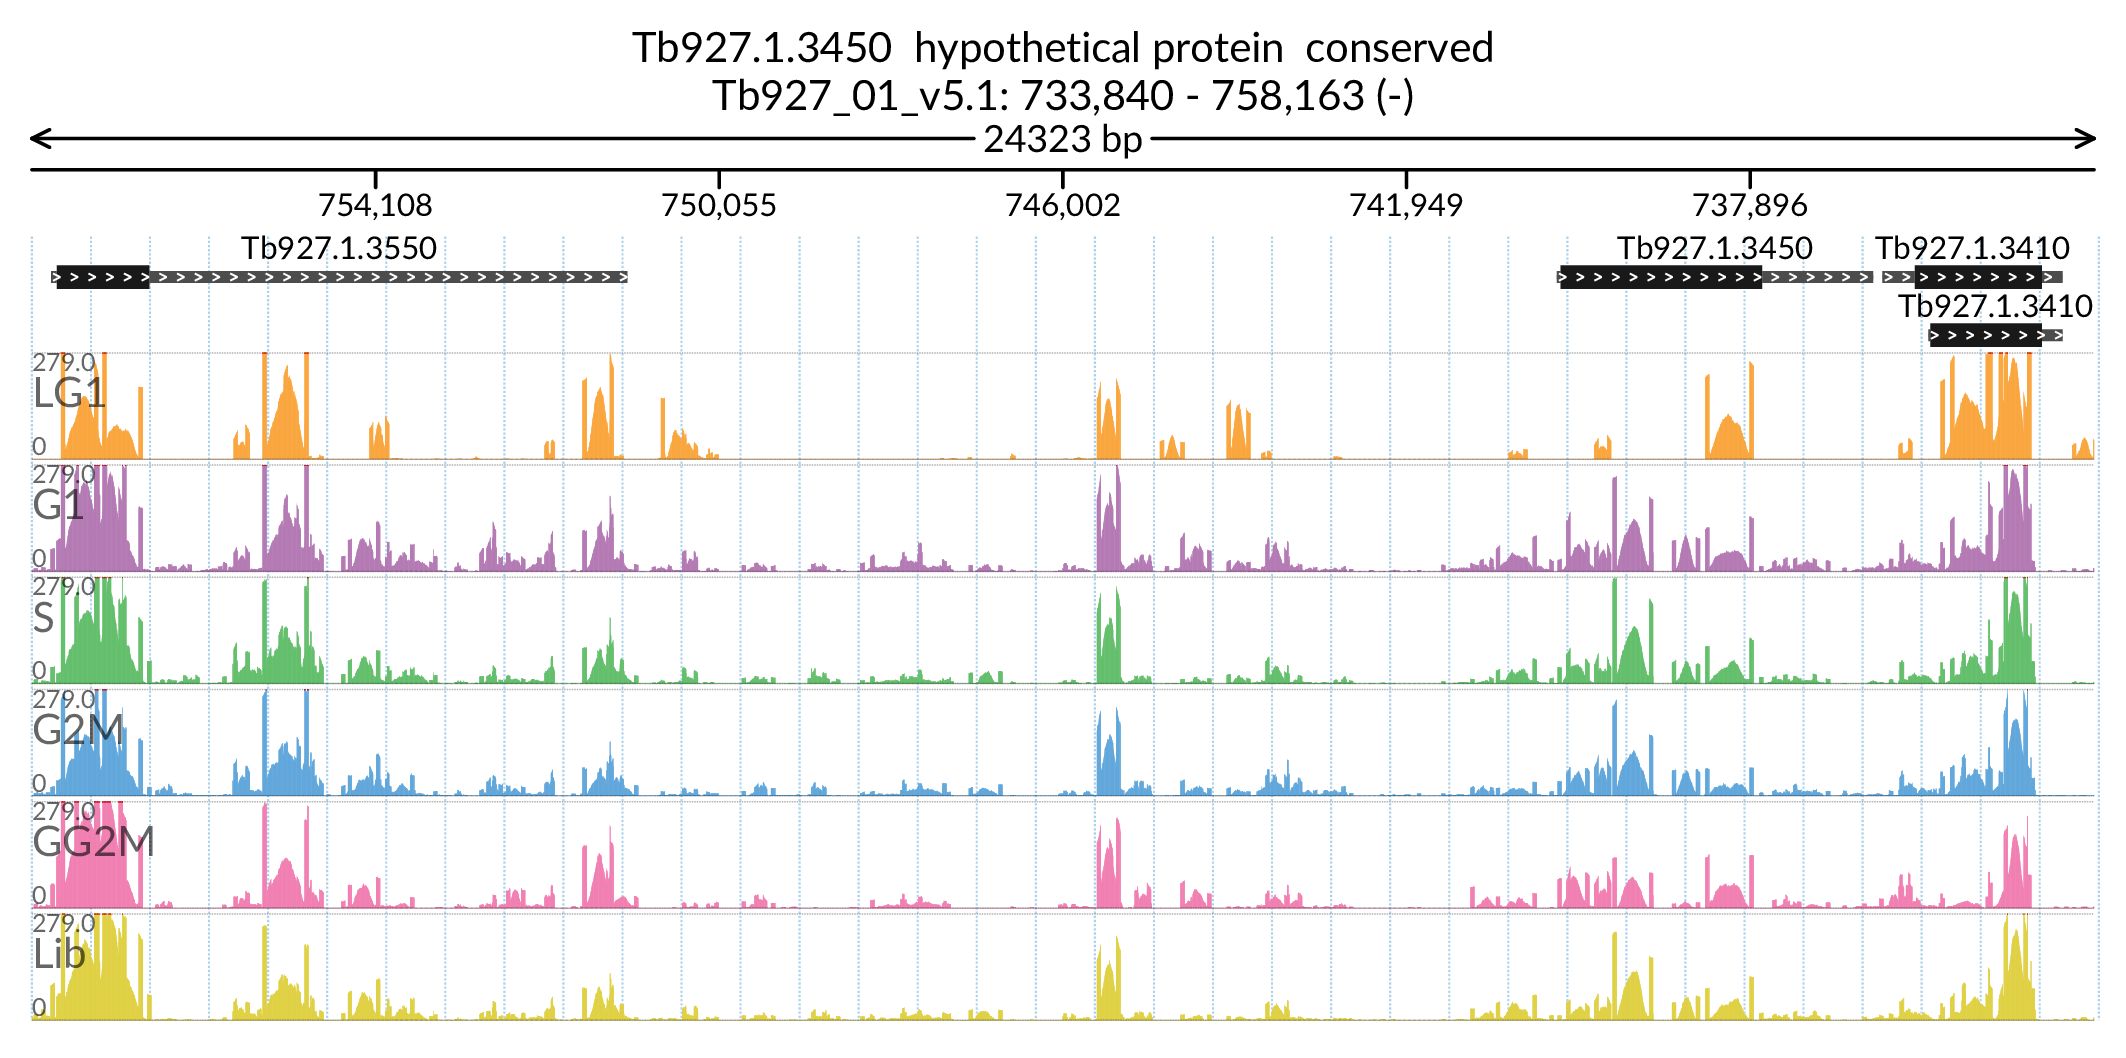 Tb927.1.3450 hypothetical protein conserved
Tb927_01_v5.1: 733,840 - 758,163 (-)
24323 bp
754,108 750,055 746,002 741,949 737,896
Tb927.1.3550 Tb927.1.3450 Tb927.1.3410
Tb927.1.3410
279.0
LG1
0
279.0
G1
0
279.0
S
0
279.0
G2M
0
279.0
GG2M
0
279.0
Lib
0